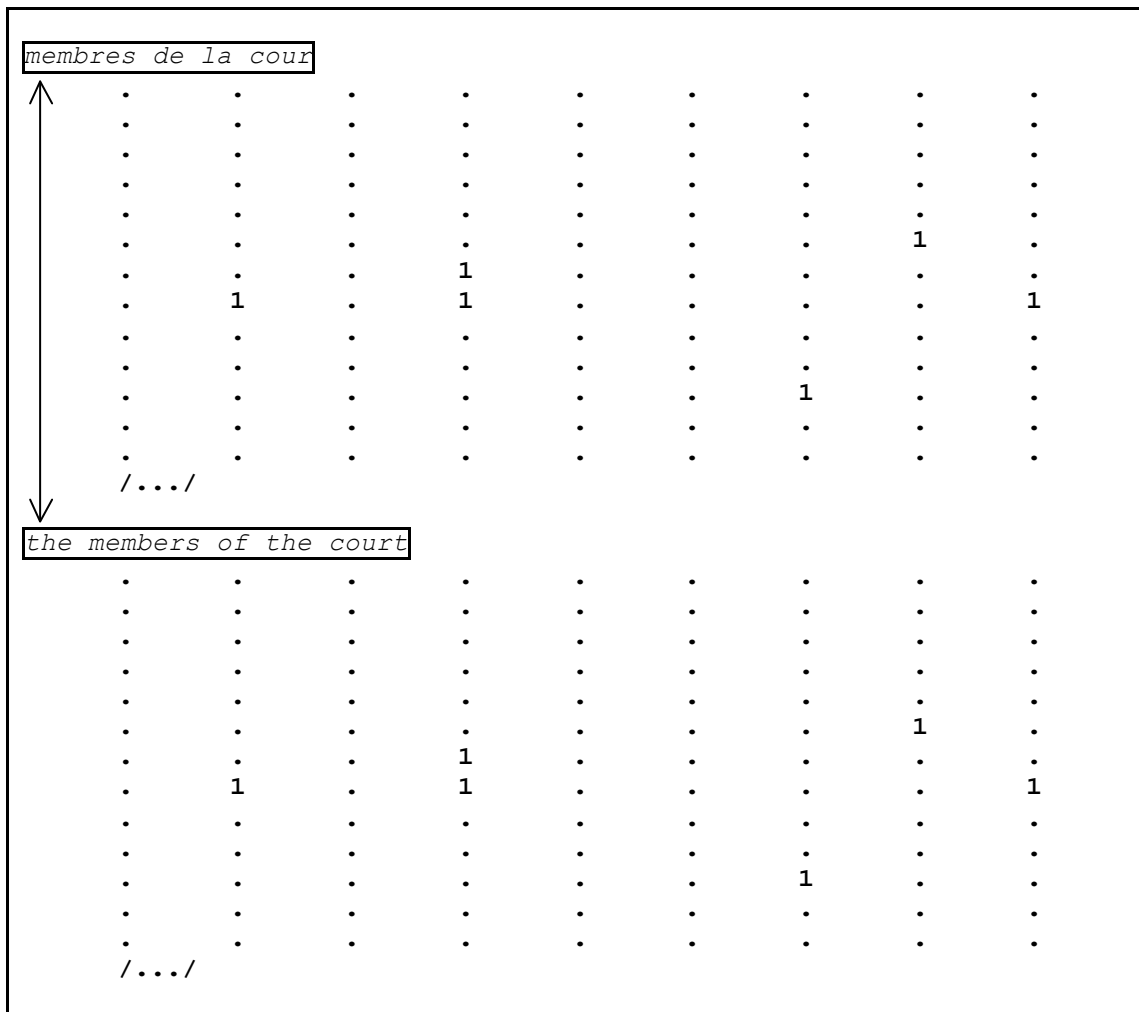 membres de la cour
. . . . . . . . .
. . . . . . . . .
. . . . . . . . .
. . . . . . . . .
. . . . . . . . .
. . . . . . . 1 .
. . . 1 . . . . .
. 1 . 1 . . . . 1
. . . . . . . . .
. . . . . . . . .
. . . . . . 1 . .
. . . . . . . . .
. . . . . . . . .
/.../
the members of the court
. . . . . . . . .
. . . . . . . . .
. . . . . . . . .
. . . . . . . . .
. . . . . . . . .
. . . . . . . 1 .
. . . 1 . . . . .
. 1 . 1 . . . . 1
. . . . . . . . .
. . . . . . . . .
. . . . . . 1 . .
. . . . . . . . .
. . . . . . . . .
/.../